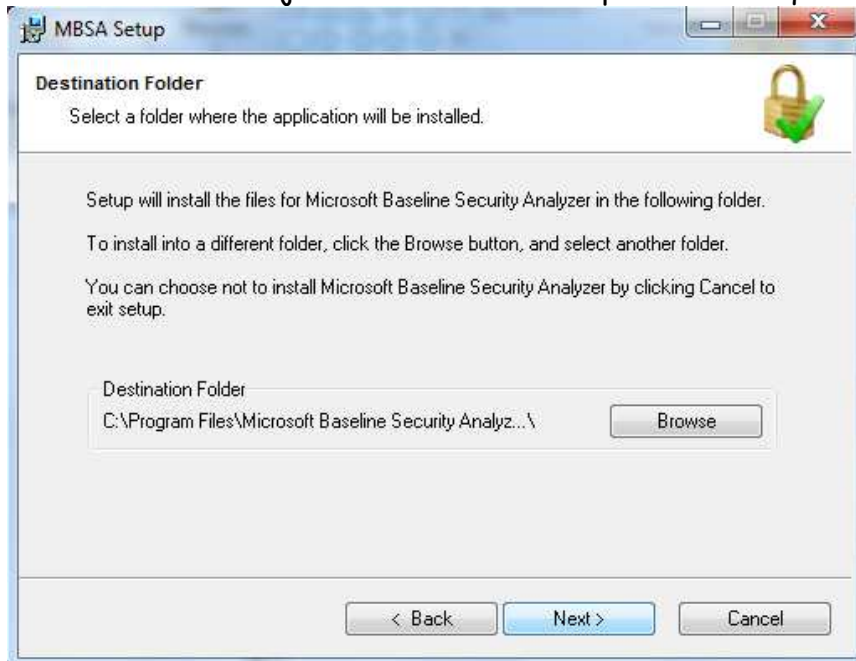 MBSA Setup
Destination Folder
Select a folder where the application will be installed.
Setup will install the files for Microsoft Baseline Security Analyzer in the following folder.
To install into a different folder, click the Browse button, and select another folder.
You can choose not to install Microsoft Baseline Security Analyzer by clicking Cancel to
exit setup.
Destination Folder
C:\Program Files\Microsoft Baseline Security Analyz...\
Browse
< Back
Next >
Cancel